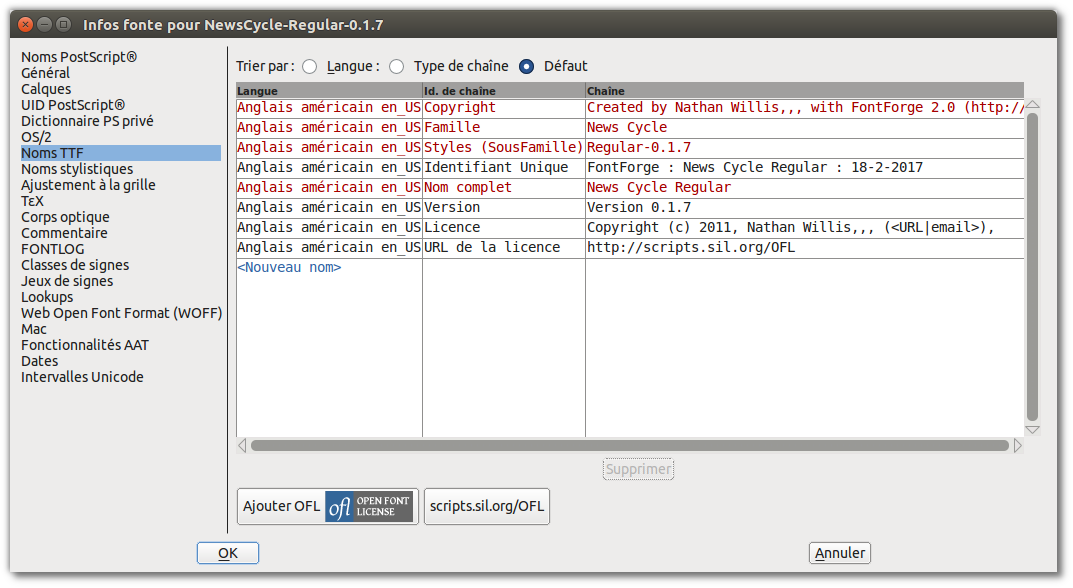 Infos fonte pour NewsCycle-Regular-0.1.7
Noms PostScript®
Général
Calques
UID PostScript®
Dictionnaire PS privé
OS/2
Noms TTF
Noms stylistiques
Ajustement à la grille
ΤεΧ
Corps optique
Commentaire
FONTLOG
Classes de signes
Jeux de signes
Lookups
Web Open Font Format (WOFF)
Mac
Fonctionnalités AAT
Dates
Intervalles Unicode
Trier par : Langue : Type de chaîne Défaut
Langue Id. de chaîne Chaîne
Anglais américain en_US Copyright Created by Nathan Willis,,, with FontForge 2.0 (http://
Anglais américain en_US Famille News Cycle
Anglais américain en_US Styles (SousFamille) Regular-0.1.7
Anglais américain en_US Identifiant Unique FontForge : News Cycle Regular : 18-2-2017
Anglais américain en_US Nom complet News Cycle Regular
Anglais américain en_US Version Version 0.1.7
Anglais américain en_US Licence Copyright (c) 2011, Nathan Willis,,, (<URL|email>),
Anglais américain en_US URL de la licence http://scripts.sil.org/OFL
<Nouveau nom>
Supprimer
Ajouter OFL ofl OPEN FONT
LICENSE
scripts.sil.org/OFL
OK
Annuler